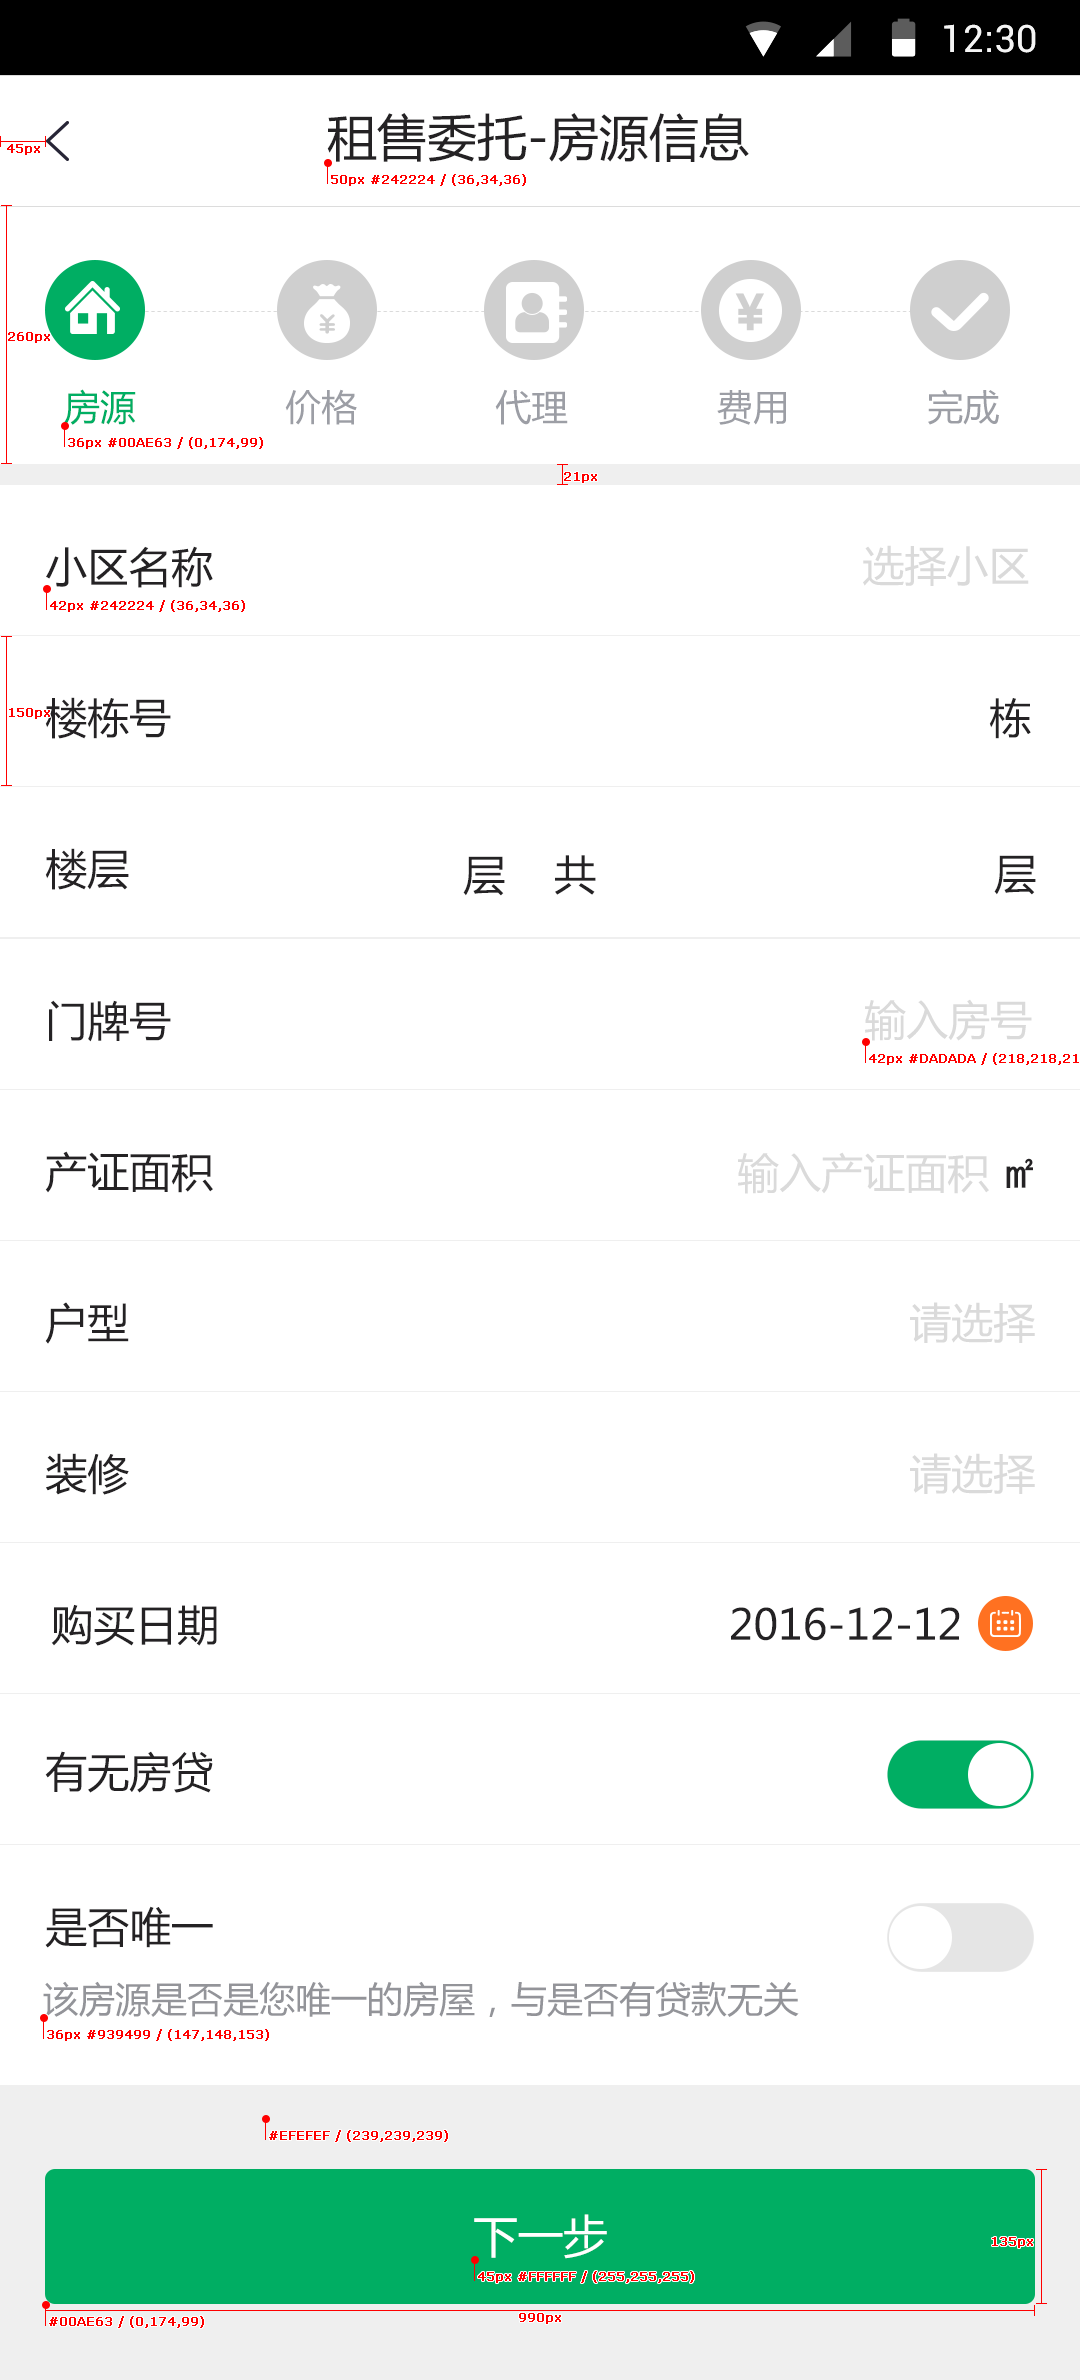 12:30
租售委托-房源信息
45px
50px #242224 / (36,34,36)
260px
房源 价格 代理 费用 完成
36px #00AE63 / (0,174,99)
21px
小区名称 选择小区
42px #242224 / (36,34,36)
150px
楼栋号 栋
楼层 层 共 层
门牌号 输入房号
42px #DADADA / (218,218,21
产证面积 输入产证面积 ㎡
户型 请选择
装修 请选择
购买日期 2016-12-12
有无房贷
是否唯一
该房源是否是您唯一的房屋，与是否有贷款无关
36px #939499 / (147,148,153)
#EFEFEF / (239,239,239)
下一步
135px
45px #FFFFFF / (255,255,255)
990px
#00AE63 / (0,174,99)